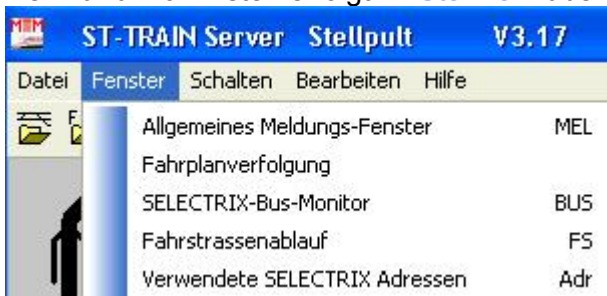 MEM ST-TRAIN Server Stellpult V3.17
Datei Fenster Schalten Bearbeiten Hilfe
F
Allgemeines Meldungs-Fenster MEL
Fahrplanverfolgung
SELECTRIX-Bus-Monitor BUS
Fahrstrassenablauf FS
Verwendete SELECTRIX Adressen Adr